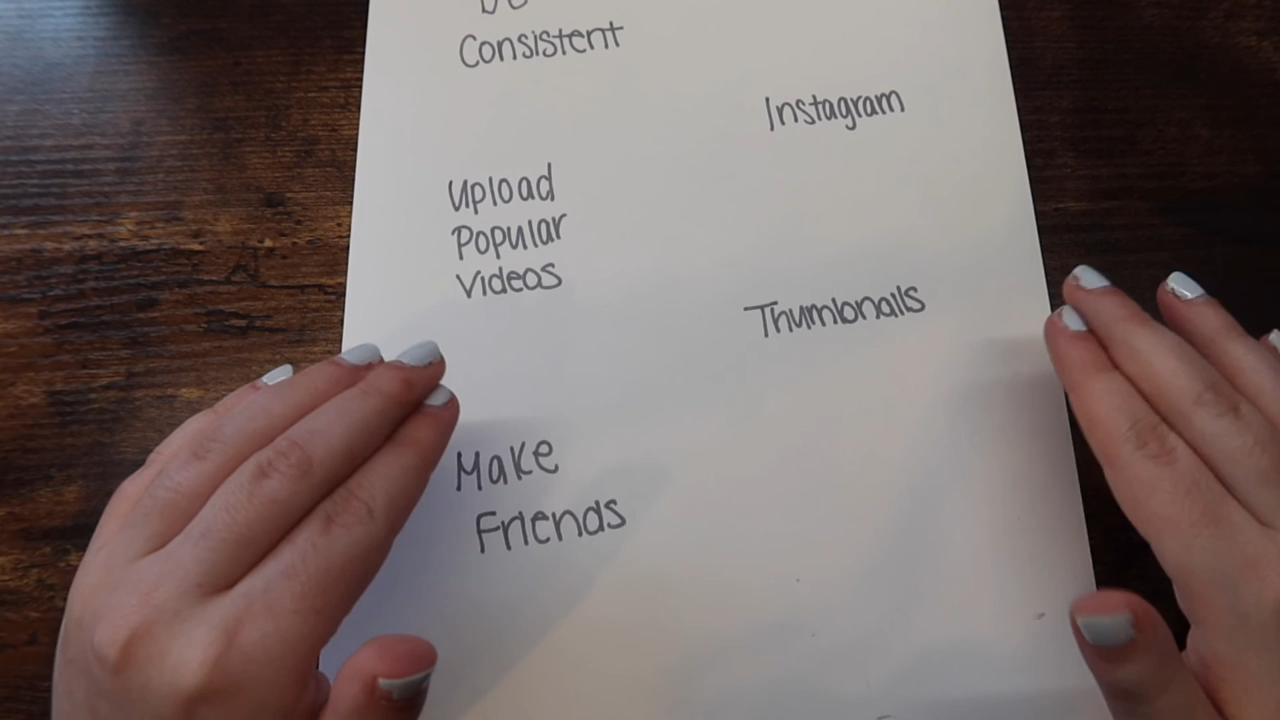 Consistent
Instagram
Upload
Popular
Videos
Thumbnails
Make
Friends